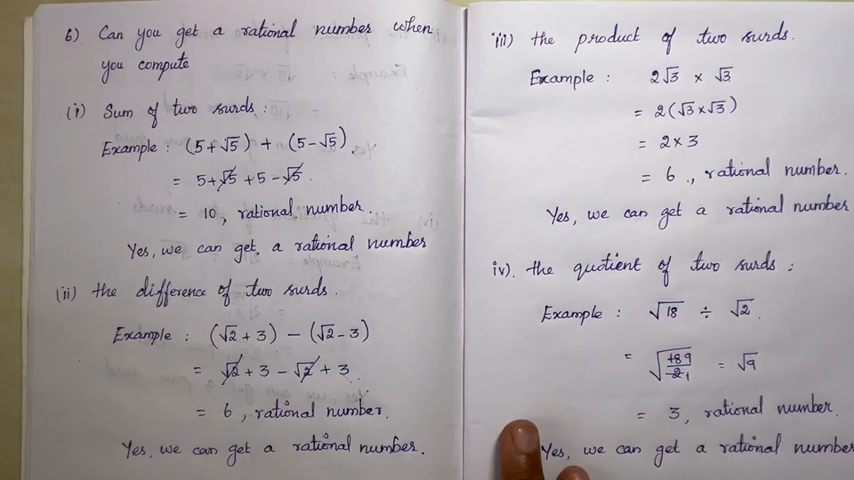 6) Can you get a rational number when
you compute
(i) Sum of two surds :
Example : (5+√5) + (5-√5).
= 5+√5 +5 -√5.
= 10, rational number.
Yes, we can get a rational number
(ii) the difference of two surds.
Example : (√2 + 3) - (√2 - 3)
= √2 + 3 - √2 + 3
= 6, rational number.
Yes, we can get a rational number.
iii) the product of two surds.
Example : 2√3 × √3
= 2(√3 × √3)
= 2 × 3
= 6 ., rational number.
Yes, we can get a rational number
iv). the quotient of two surds :
Example : √18 ÷ √2.
= √(18 9/2 1) = √9
= 3, rational number.
Yes, we can get a rational number